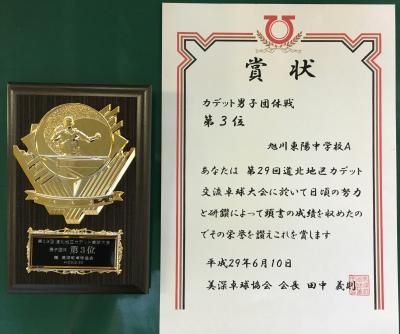 賞状
カデット男子団体戦
第3位
旭川東陽中学校A
あなたは 第29回道北地区カデット
交流卓球大会に於いて日頃の努力
と研鑽によって頭書の成績を収めたの
でその栄誉を讃えこれを賞します
平成29年6月10日
美深卓球協会 会長 田中 義則
男子団体 第3位